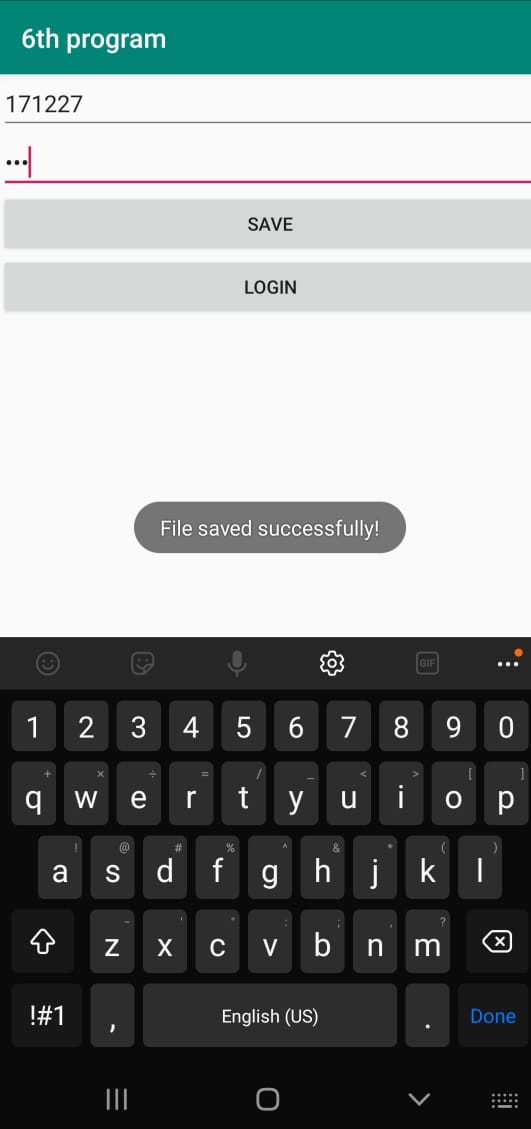 6th program
171227
•••
SAVE
LOGIN
File saved successfully!
GIF
1 2 3 4 5 6 7 8 9 0
+ × ÷ = / _ < > [ ]
q w e r t y u i o p
! @ # % ^ & * ( )
a s d f g h j k l
- ' " : ; , ?
z x c v b n m
!#1 , English (US) . Done